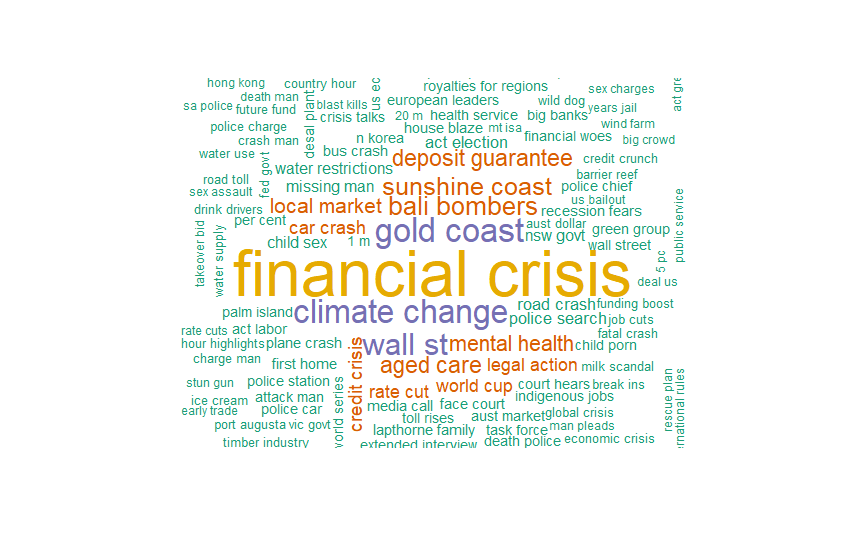 hong kong
country hour
us ec
royalties for regions
sex charges
act gre
death man
sa police
future fund
blast kills
european leaders
wild dog
years jail
desal plant
crisis talks
20 m
health service
big banks
wind farm
police charge
house blaze
mt isa
financial woes
crash man
n korea
act election
big crowd
water use
fed govt
bus crash
deposit guarantee
credit crunch
water restrictions
barrier reef
road toll
missing man
sunshine coast
police chief
sex assault
us bailout
drink drivers
local market
bali bombers
recession fears
public service
per cent
car crash
gold coast
aust dollar
green group
takeover bid
water supply
child sex
1 m
nsw govt
wall street
5 pc
financial crisis
deal us
palm island
climate change
road crash
funding boost
police search
job cuts
rate cuts
act labor
fatal crash
hour highlights
plane crash
wall st
mental health
child porn
charge man
first home
credit crisis
aged care
legal action
milk scandal
stun gun
police station
rate cut
world cup
court hears
break ins
rescue plan
ernational rules
ice cream
attack man
indigenous jobs
early trade
police car
world series
media call
face court
toll rises
aust market
global crisis
port augusta
vic govt
lapthorne family
task force
man pleads
timber industry
extended interview
death police
economic crisis